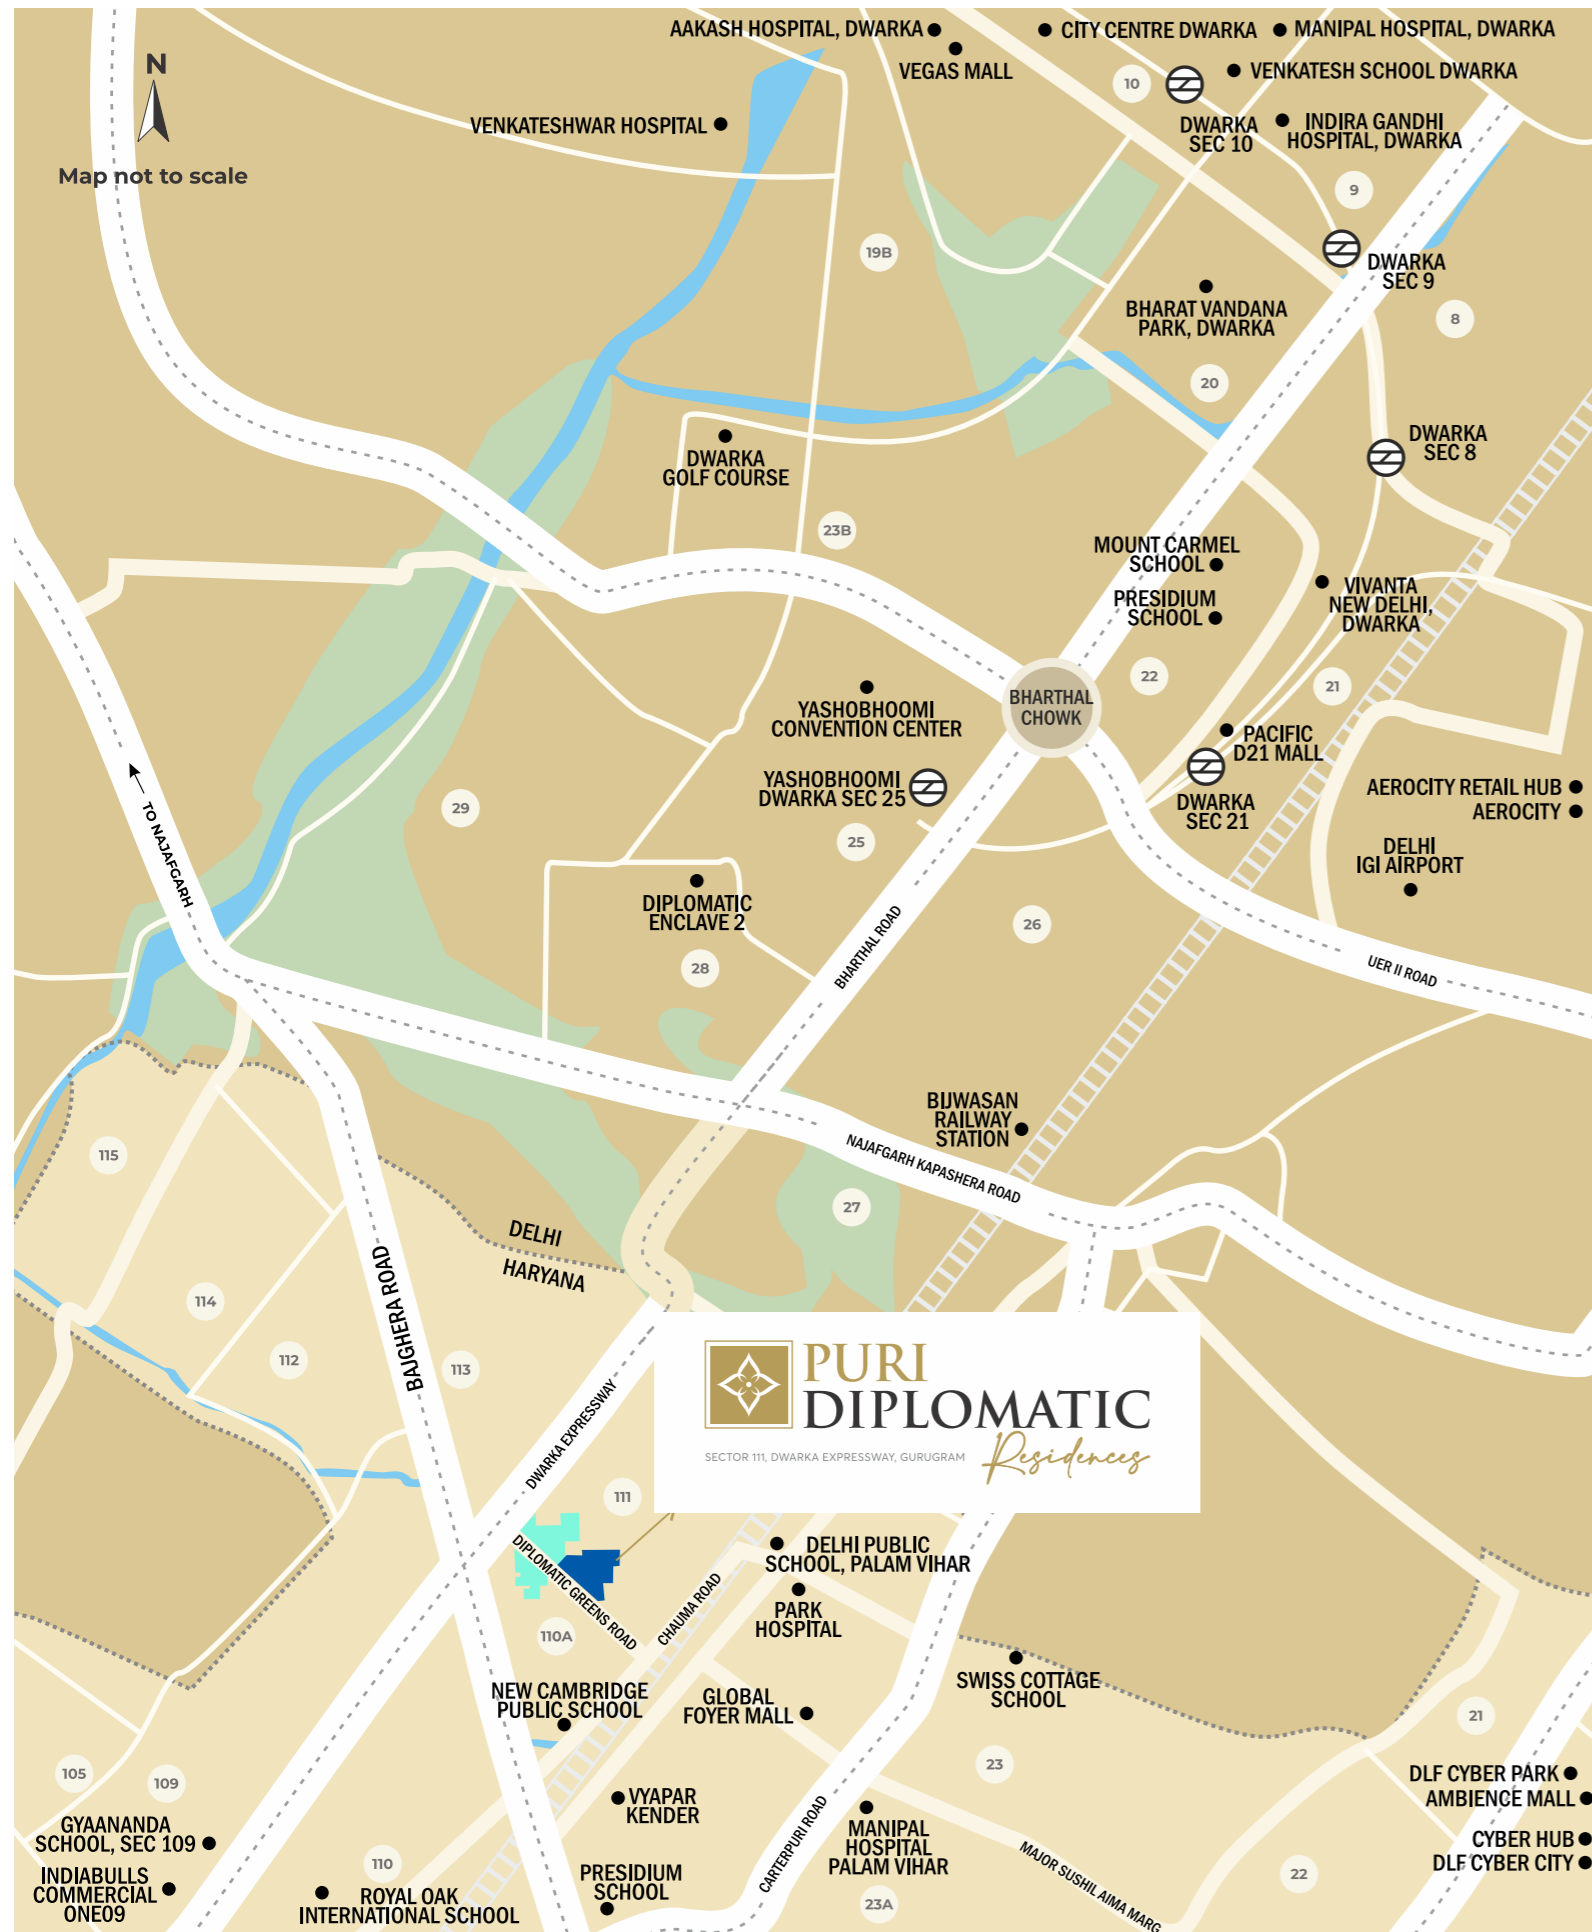 AAKASH HOSPITAL, DWARKA
CITY CENTRE DWARKA
MANIPAL HOSPITAL, DWARKA
VEGAS MALL
VENKATESH SCHOOL DWARKA
10
N
Map not to scale
VENKATESHWAR HOSPITAL
DWARKA
SEC 10
INDIRA GANDHI
HOSPITAL, DWARKA
9
19B
DWARKA
SEC 9
BHARAT VANDANA
PARK, DWARKA
8
20
DWARKA
GOLF COURSE
DWARKA
SEC 8
23B
MOUNT CARMEL
SCHOOL
PRESIDIUM
SCHOOL
VIVANTA
NEW DELHI,
DWARKA
22
21
BHARTHAL
CHOWK
YASHOBHOOMI
CONVENTION CENTER
PACIFIC
D21 MALL
YASHOBHOOMI
DWARKA SEC 25
DWARKA
SEC 21
AEROCITY RETAIL HUB
AEROCITY
TO NAJAFGARH
29
25
DELHI
IGI AIRPORT
DIPLOMATIC
ENCLAVE 2
26
BHARTHAL ROAD
28
UER II ROAD
BIJWASAN
RAILWAY
STATION
115
NAJAFGARH KAPASHERA ROAD
27
DELHI
HARYANA
BAJGHERA ROAD
114
112
113
PURI
DIPLOMATIC
Residences
SECTOR 111, DWARKA EXPRESSWAY, GURUGRAM
DWARKA EXPRESSWAY
111
DIPLOMATIC GREENS ROAD
DELHI PUBLIC
SCHOOL, PALAM VIHAR
CHAUMA ROAD
PARK
HOSPITAL
110A
NEW CAMBRIDGE
PUBLIC SCHOOL
GLOBAL
FOYER MALL
SWISS COTTAGE
SCHOOL
21
105
109
23
DLF CYBER PARK
AMBIENCE MALL
VYAPAR
KENDER
GYAANANDA
SCHOOL, SEC 109
CARTERPURI ROAD
MANIPAL
HOSPITAL
PALAM VIHAR
CYBER HUB
DLF CYBER CITY
MAJOR SUSHIL AIMA MARG
110
22
INDIABULLS
COMMERCIAL
ONE09
ROYAL OAK
INTERNATIONAL SCHOOL
PRESIDIUM
SCHOOL
23A